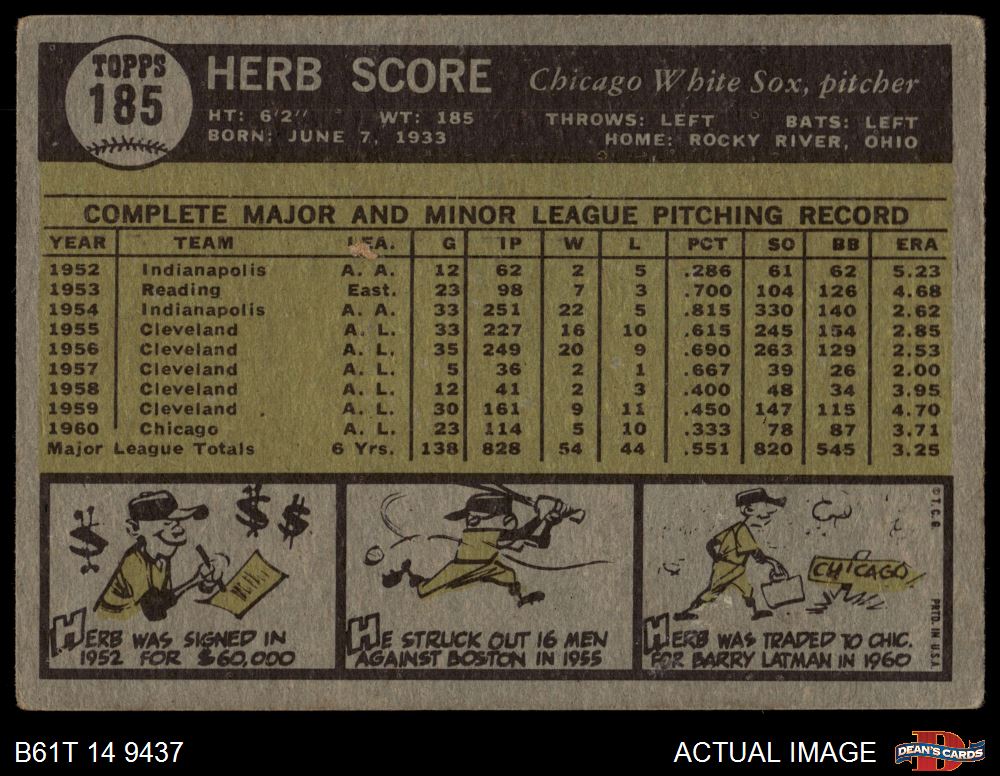 TOPPS
185
HERB SCORE
Chicago White Sox, pitcher
HT: 6'2" WT: 185 THROWS: LEFT BATS: LEFT
BORN: JUNE 7, 1933 HOME: ROCKY RIVER, OHIO
COMPLETE MAJOR AND MINOR LEAGUE PITCHING RECORD
YEAR TEAM LEA. G IP W L PCT SO BB ERA
1952 Indianapolis A. A. 12 62 2 5 .286 61 62 5.23
1953 Reading East. 23 98 7 3 .700 104 126 4.68
1954 Indianapolis A. A. 33 251 22 5 .815 330 140 2.62
1955 Cleveland A. L. 33 227 16 10 .615 245 154 2.85
1956 Cleveland A. L. 35 249 20 9 .690 263 129 2.53
1957 Cleveland A. L. 5 36 2 1 .667 39 26 2.00
1958 Cleveland A. L. 12 41 2 3 .400 48 34 3.95
1959 Cleveland A. L. 30 161 9 11 .450 147 115 4.70
1960 Chicago A. L. 23 114 5 10 .333 78 87 3.71
Major League Totals 6 Yrs. 138 828 54 44 .551 820 545 3.25
$ $ $
HERB WAS SIGNED IN
1952 FOR $60,000
HE STRUCK OUT 16 MEN
AGAINST BOSTON IN 1955
CHICAGO
HERB WAS TRADED TO CHIC.
FOR BARRY LATMAN IN 1960
© T. C. G.
PRTD. IN U.S.A.
B61T 14 9437
ACTUAL IMAGE
D
DEAN'S CARDS